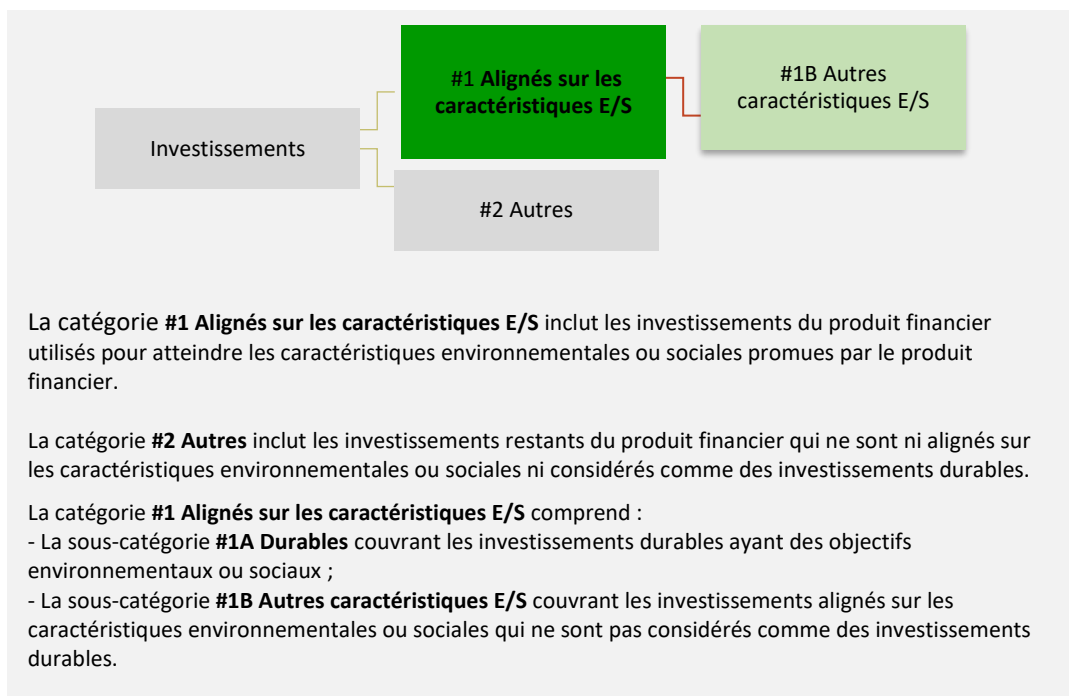 #1 Alignés sur les
caractéristiques E/S
#1B Autres
caractéristiques E/S
Investissements
#2 Autres
La catégorie #1 Alignés sur les caractéristiques E/S inclut les investissements du produit financier
utilisés pour atteindre les caractéristiques environnementales ou sociales promues par le produit
financier.
La catégorie #2 Autres inclut les investissements restants du produit financier qui ne sont ni alignés sur
les caractéristiques environnementales ou sociales ni considérés comme des investissements durables.
La catégorie #1 Alignés sur les caractéristiques E/S comprend :
- La sous-catégorie #1A Durables couvrant les investissements durables ayant des objectifs
environnementaux ou sociaux ;
- La sous-catégorie #1B Autres caractéristiques E/S couvrant les investissements alignés sur les
caractéristiques environnementales ou sociales qui ne sont pas considérés comme des investissements
durables.